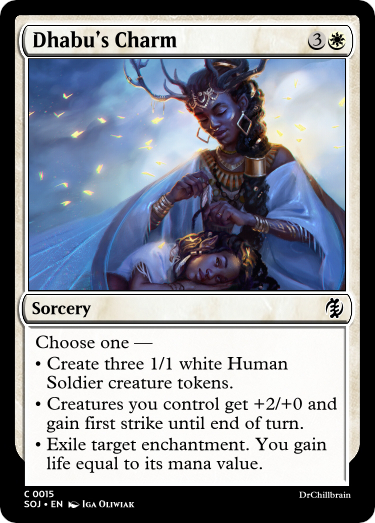 Dhabu's Charm 3
Sorcery
Choose one —
• Create three 1/1 white Human
Soldier creature tokens.
• Creatures you control get +2/+0 and
gain first strike until end of turn.
• Exile target enchantment. You gain
life equal to its mana value.
C 0015
SOJ • EN Iga Oliwiak
DrChillbrain